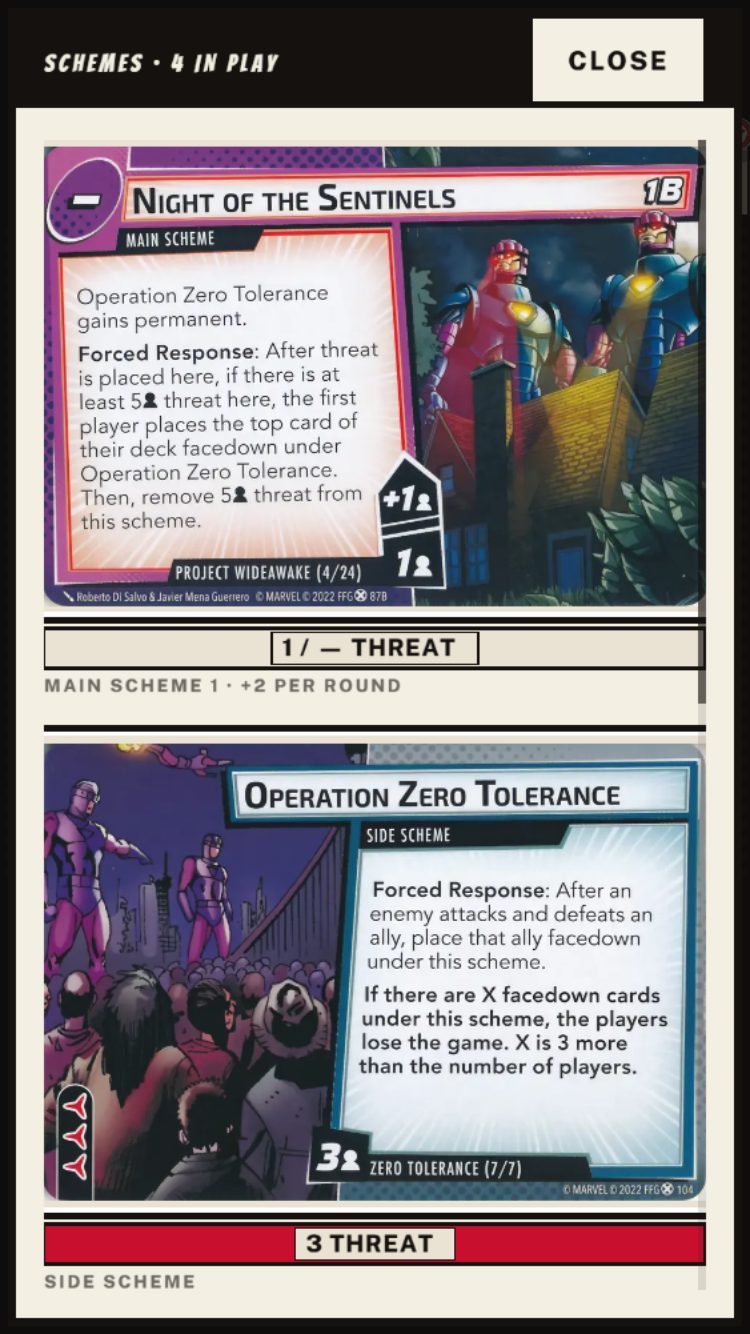 SCHEMES · 4 IN PLAY
CLOSE
–
NIGHT OF THE SENTINELS
1B
MAIN SCHEME
Operation Zero Tolerance
gains permanent.
Forced Response: After threat
is placed here, if there is at
least 5 threat here, the first
player places the top card of
their deck facedown under
Operation Zero Tolerance.
Then, remove 5 threat from
this scheme.
+1
1
PROJECT WIDEAWAKE (4/24)
Roberto Di Salvo & Javier Mena Guerrero © MARVEL © 2022 FFG 87B
1 / — THREAT
MAIN SCHEME 1 · +2 PER ROUND
OPERATION ZERO TOLERANCE
SIDE SCHEME
Forced Response: After an
enemy attacks and defeats an
ally, place that ally facedown
under this scheme.
If there are X facedown cards
under this scheme, the players
lose the game. X is 3 more
than the number of players.
3
ZERO TOLERANCE (7/7)
© MARVEL © 2022 FFG 104
3 THREAT
SIDE SCHEME